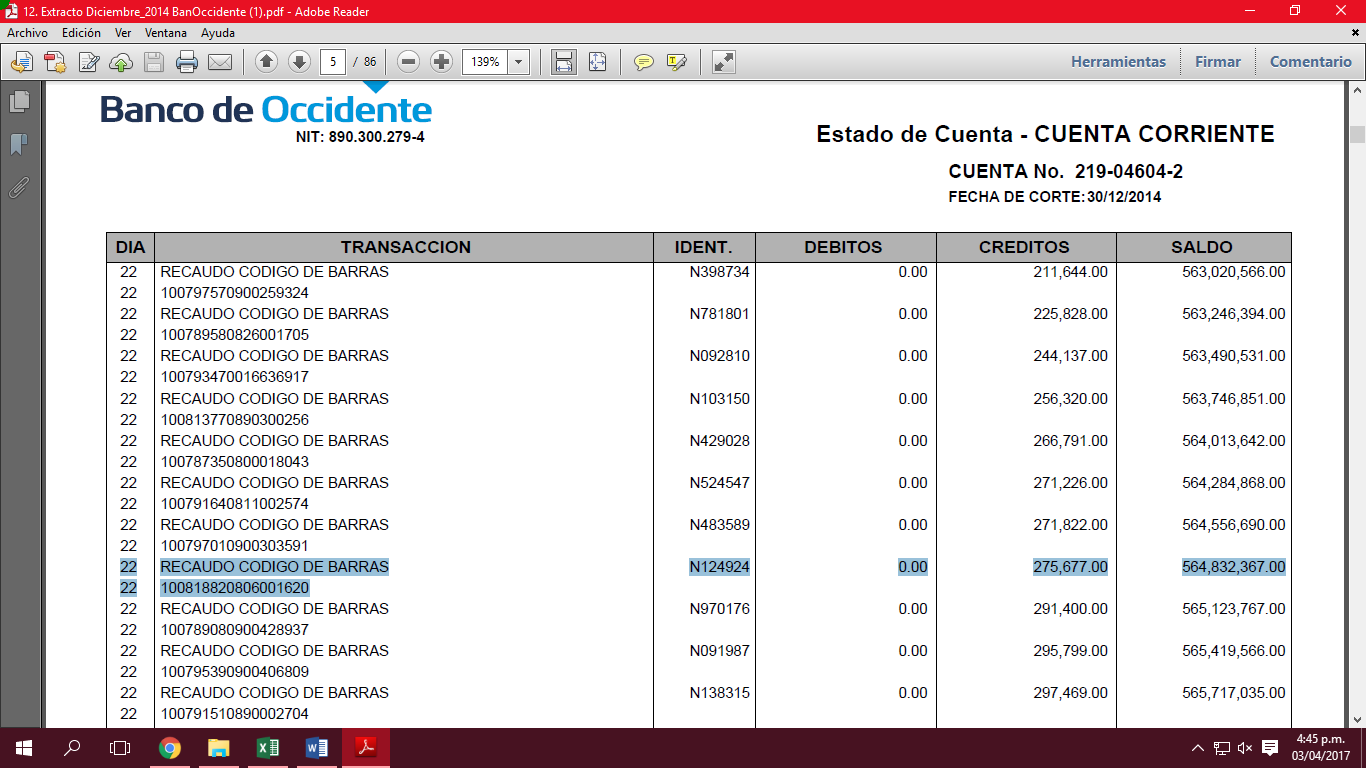 12. Extracto Diciembre_2014 BanOccidente (1).pdf - Adobe Reader
Archivo Edición Ver Ventana Ayuda
5 / 86 139% Herramientas Firmar Comentario
Banco de Occidente
NIT: 890.300.279-4
Estado de Cuenta - CUENTA CORRIENTE
CUENTA No. 219-04604-2
FECHA DE CORTE: 30/12/2014
DIA TRANSACCION IDENT. DEBITOS CREDITOS SALDO
22 RECAUDO CODIGO DE BARRAS N398734 0.00 211,644.00 563,020,566.00
22 100797570900259324
22 RECAUDO CODIGO DE BARRAS N781801 0.00 225,828.00 563,246,394.00
22 100789580826001705
22 RECAUDO CODIGO DE BARRAS N092810 0.00 244,137.00 563,490,531.00
22 100793470016636917
22 RECAUDO CODIGO DE BARRAS N103150 0.00 256,320.00 563,746,851.00
22 100813770890300256
22 RECAUDO CODIGO DE BARRAS N429028 0.00 266,791.00 564,013,642.00
22 100787350800018043
22 RECAUDO CODIGO DE BARRAS N524547 0.00 271,226.00 564,284,868.00
22 100791640811002574
22 RECAUDO CODIGO DE BARRAS N483589 0.00 271,822.00 564,556,690.00
22 100797010900303591
22 RECAUDO CODIGO DE BARRAS N124924 0.00 275,677.00 564,832,367.00
22 100818820806001620
22 RECAUDO CODIGO DE BARRAS N970176 0.00 291,400.00 565,123,767.00
22 100789080900428937
22 RECAUDO CODIGO DE BARRAS N091987 0.00 295,799.00 565,419,566.00
22 100795390900406809
22 RECAUDO CODIGO DE BARRAS N138315 0.00 297,469.00 565,717,035.00
22 100791510890002704
4:45 p.m.
03/04/2017